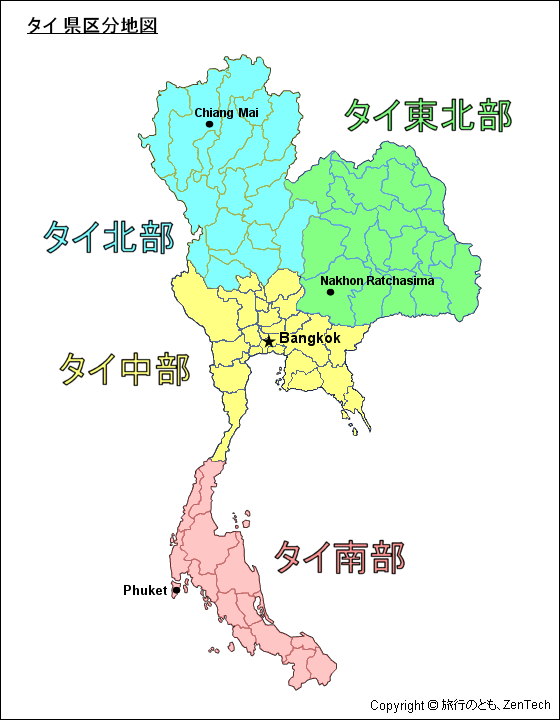 タイ 県区分地図
Chiang Mai
タイ東北部
タイ北部
Nakhon Ratchasima
Bangkok
タイ中部
タイ南部
Phuket
Copyright © 旅行のとも、ZenTech